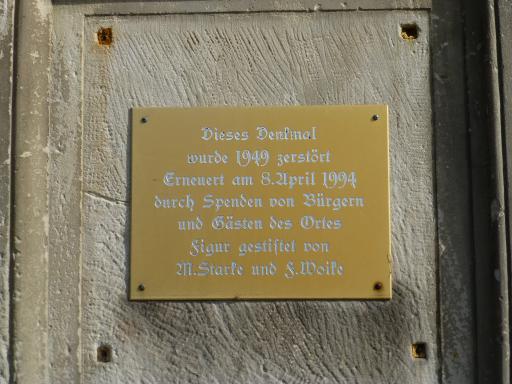 Dieses Denkmal
wurde 1949 zerstört
Erneuert am 8.April 1994
durch Spenden von Bürgern
und Gästen des Ortes
Figur gestiftet von
M.Starke und F.Woike